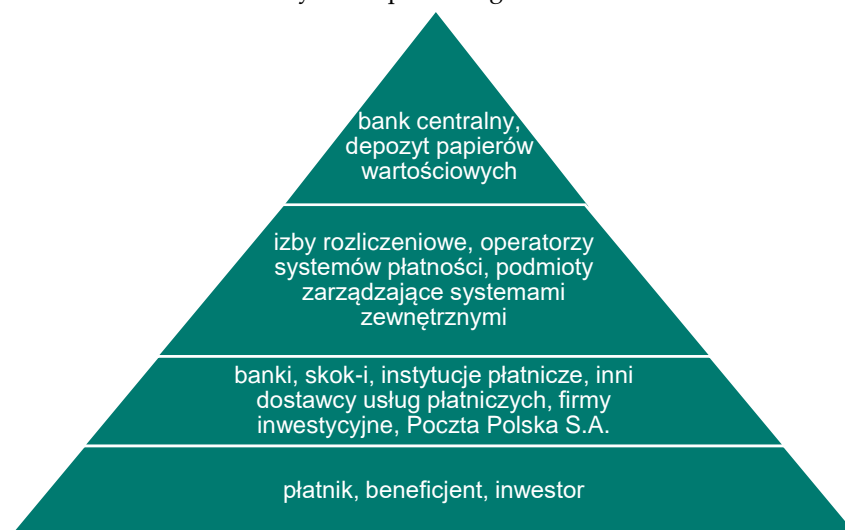 bank centralny,
depozyt papierów
wartościowych
izby rozliczeniowe, operatorzy
systemów płatności, podmioty
zarządzające systemami
zewnętrznymi
banki, skok-i, instytucje płatnicze, inni
dostawcy usług płatniczych, firmy
inwestycyjne, Poczta Polska S.A.
płatnik, beneficjent, inwestor